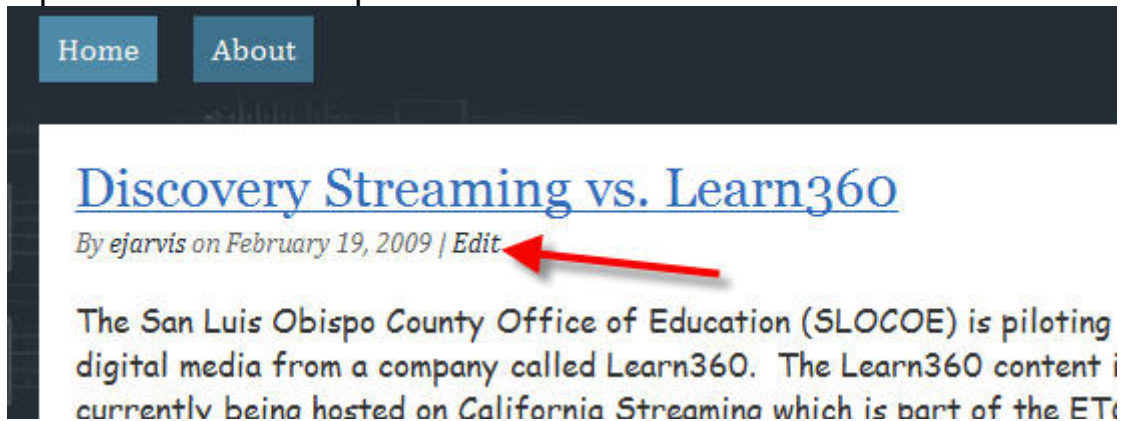 Home About
Discovery Streaming vs. Learn360
By ejarvis on February 19, 2009 | Edit
The San Luis Obispo County Office of Education (SLOCOE) is piloting
digital media from a company called Learn360. The Learn360 content i
currently being hosted on California Streaming which is part of the ET